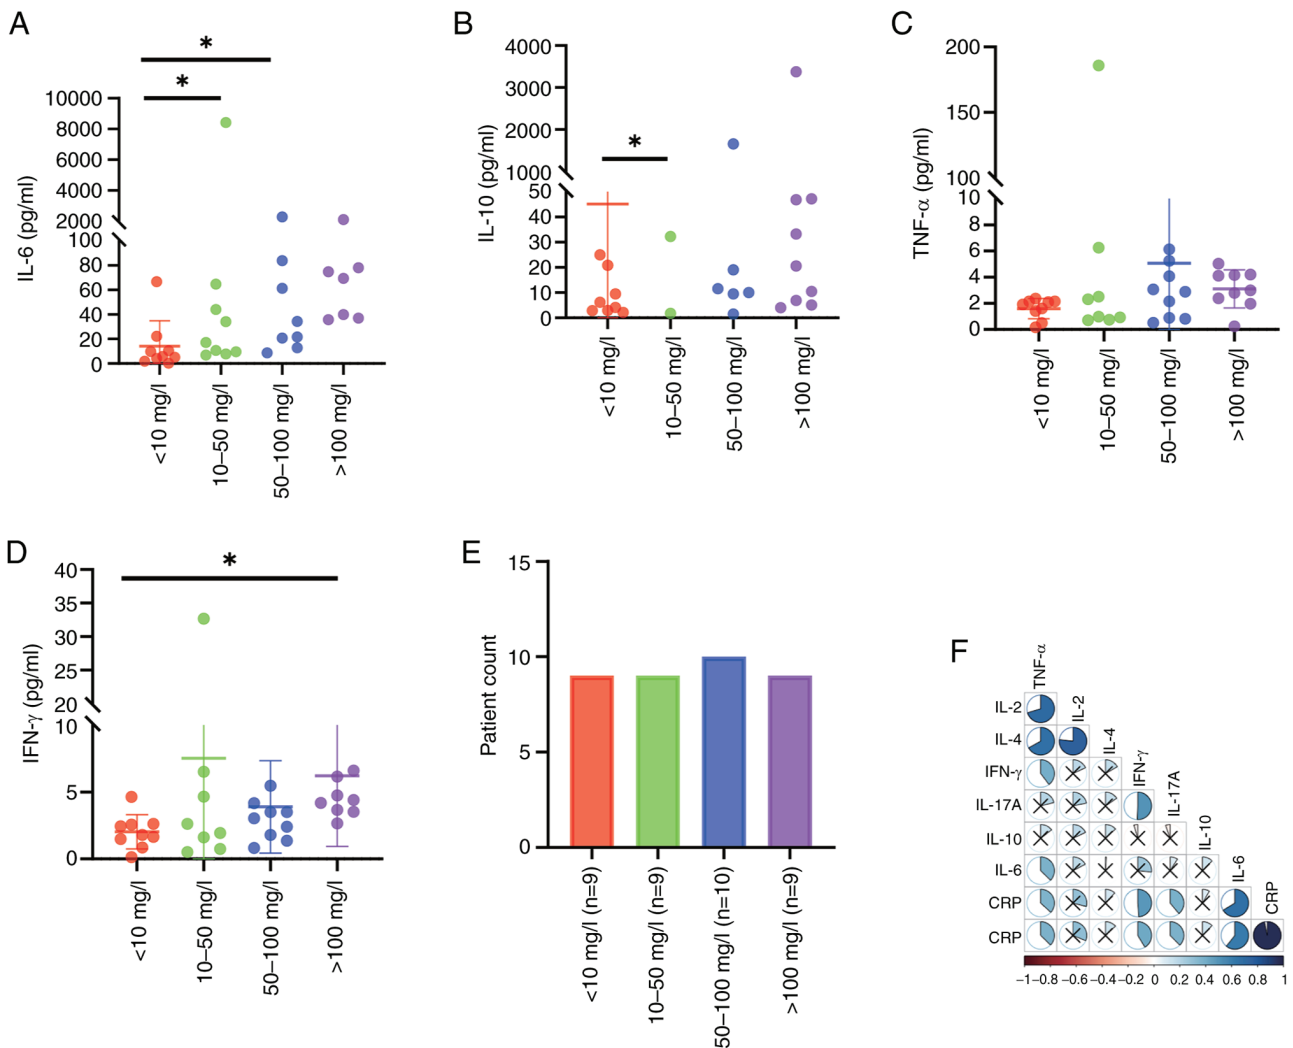 A
*
*
IL-6 (pg/ml)
10000
8000
6000
4000
2000
100
80
60
40
20
0
<10 mg/l
10–50 mg/l
50–100 mg/l
>100 mg/l
B
*
IL-10 (pg/ml)
4000
3000
2000
1000
50
40
30
20
10
0
<10 mg/l
10–50 mg/l
50–100 mg/l
>100 mg/l
C
TNF-α (pg/ml)
200
150
100
10
8
6
4
2
0
<10 mg/l
10–50 mg/l
50–100 mg/l
>100 mg/l
D
*
IFN-γ (pg/ml)
40
35
30
25
20
10
5
0
<10 mg/l
10–50 mg/l
50–100 mg/l
>100 mg/l
E
Patient count
15
10
5
0
<10 mg/l (n=9)
10–50 mg/l (n=9)
50–100 mg/l (n=10)
>100 mg/l (n=9)
F
TNF-α
IL-2
IL-2
IL-4
IL-4
IFN-γ
IFN-γ
IL-17A
IL-17A
IL-10
IL-10
IL-6
IL-6
CRP
CRP
CRP
−1 −0.8 −0.6 −0.4 −0.2 0 0.2 0.4 0.6 0.8 1